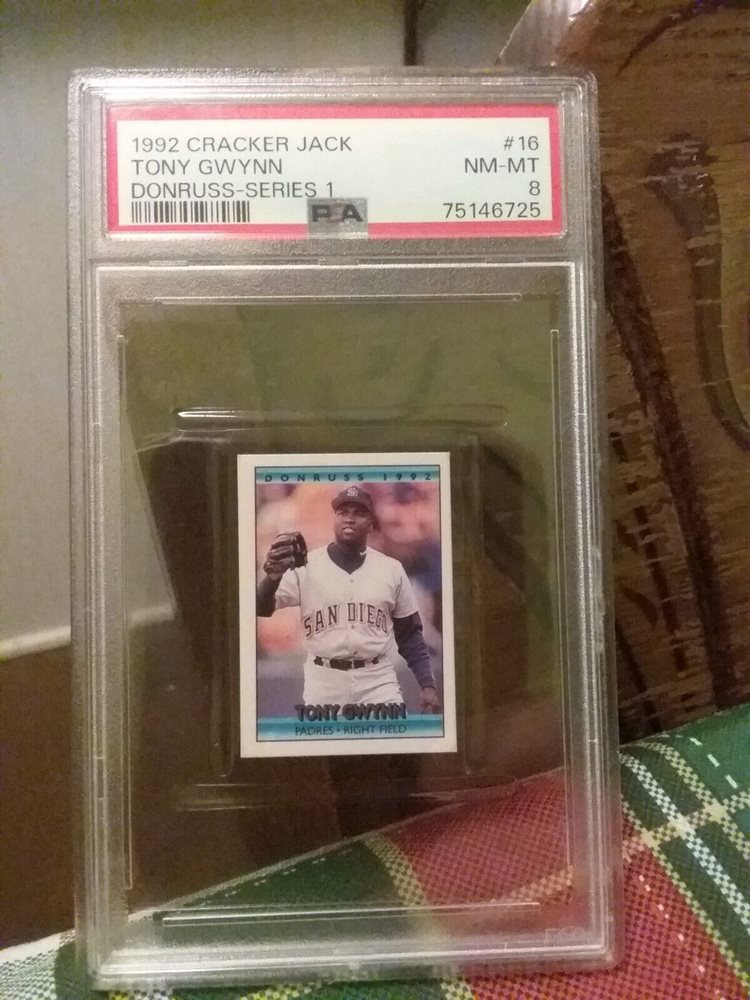 1992 CRACKER JACK #16
TONY GWYNN NM-MT
DONRUSS-SERIES 1 8
PSA 75146725
DONRUSS 1992
SAN DIEGO
TONY GWYNN
PADRES • RIGHT FIELD